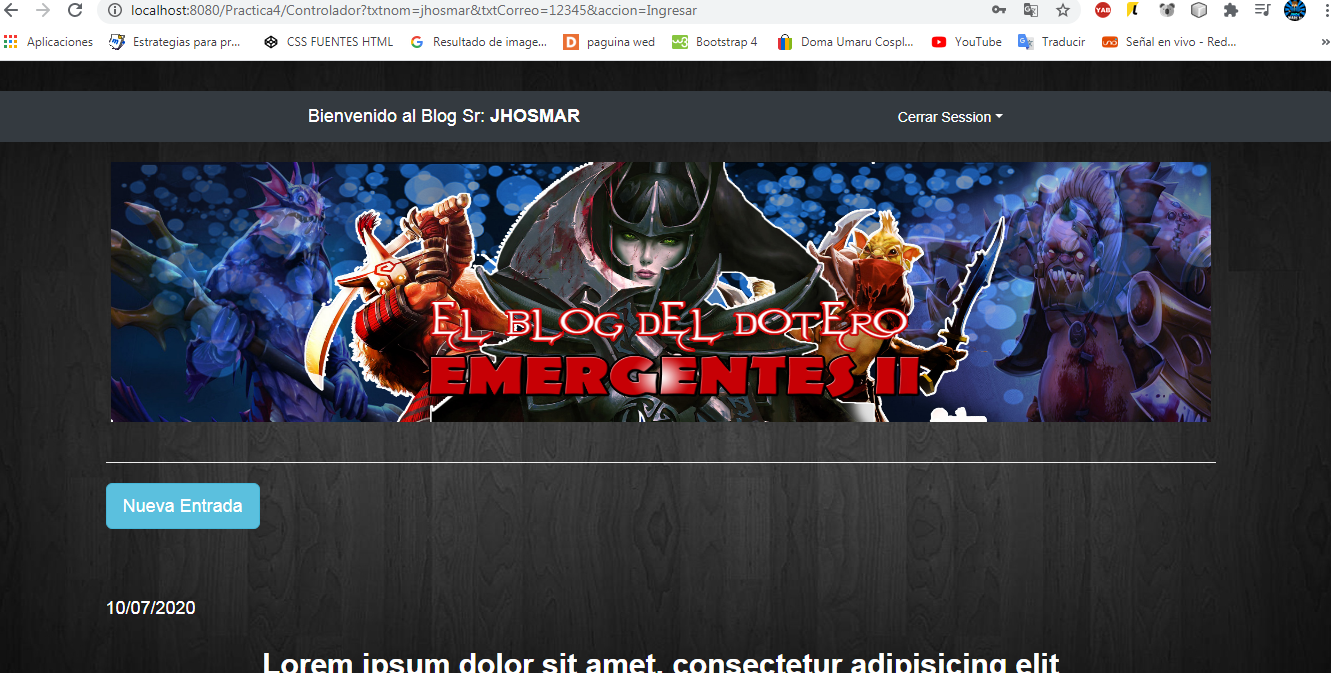 localhost:8080/Practica4/Controlador?txtnom=jhosmar&txtCorreo=12345&accion=Ingresar
YAB
Aplicaciones
Estrategias para pr...
CSS FUENTES HTML
G
Resultado de image...
D
paguina wed
Bootstrap 4
Doma Umaru Cospl...
YouTube
Traducir
Señal en vivo - Red...
»
Bienvenido al Blog Sr: JHOSMAR
Cerrar Session
EL BLOG DEL DOTERO
EMERGENTES II
Nueva Entrada
10/07/2020
Lorem ipsum dolor sit amet, consectetur adipisicing elit